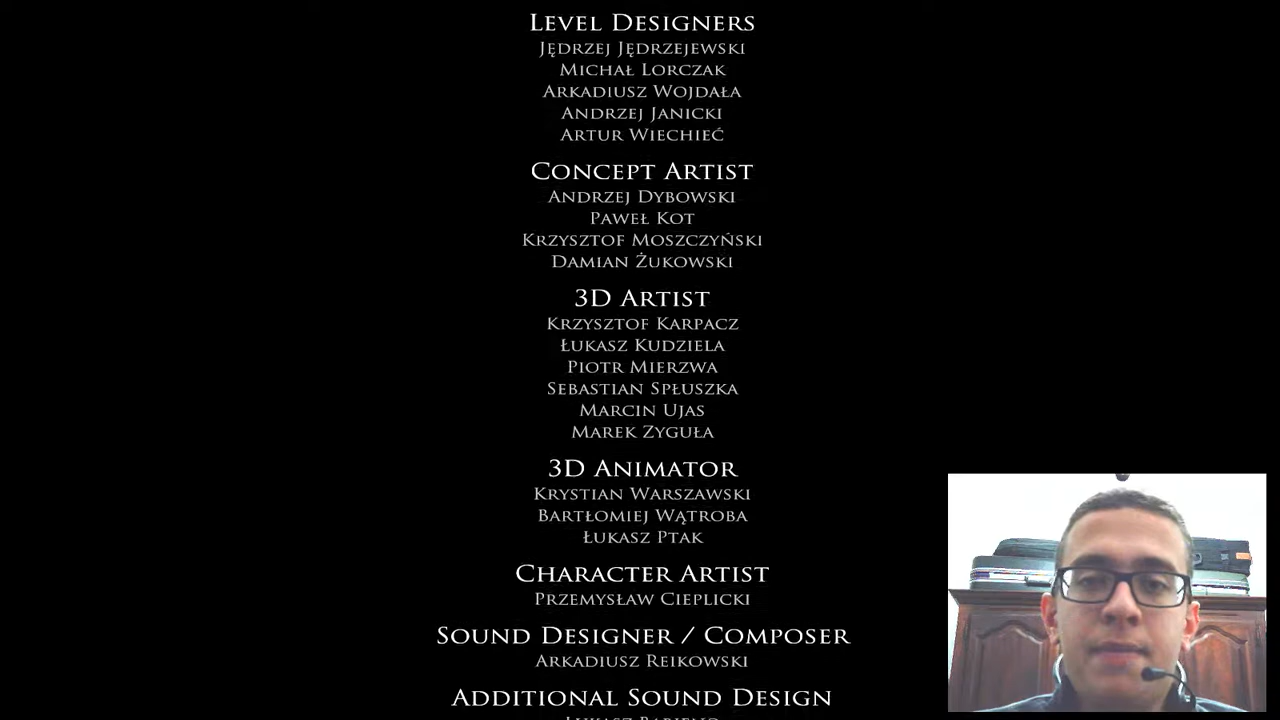 LEVEL DESIGNERS
JĘDRZEJ JĘDRZEJEWSKI
MICHAŁ LORCZAK
ARKADIUSZ WOJDAŁA
ANDRZEJ JANICKI
ARTUR WIECHIEĆ
CONCEPT ARTIST
ANDRZEJ DYBOWSKI
PAWEŁ KOT
KRZYSZTOF MOSZCZYŃSKI
DAMIAN ŻUKOWSKI
3D ARTIST
KRZYSZTOF KARPACZ
ŁUKASZ KUDZIELA
PIOTR MIERZWA
SEBASTIAN SPŁUSZKA
MARCIN UJAS
MAREK ZYGUŁA
3D ANIMATOR
KRYSTIAN WARSZAWSKI
BARTŁOMIEJ WĄTROBA
ŁUKASZ PTAK
CHARACTER ARTIST
PRZEMYSŁAW CIEPLICKI
SOUND DESIGNER / COMPOSER
ARKADIUSZ REIKOWSKI
ADDITIONAL SOUND DESIGN